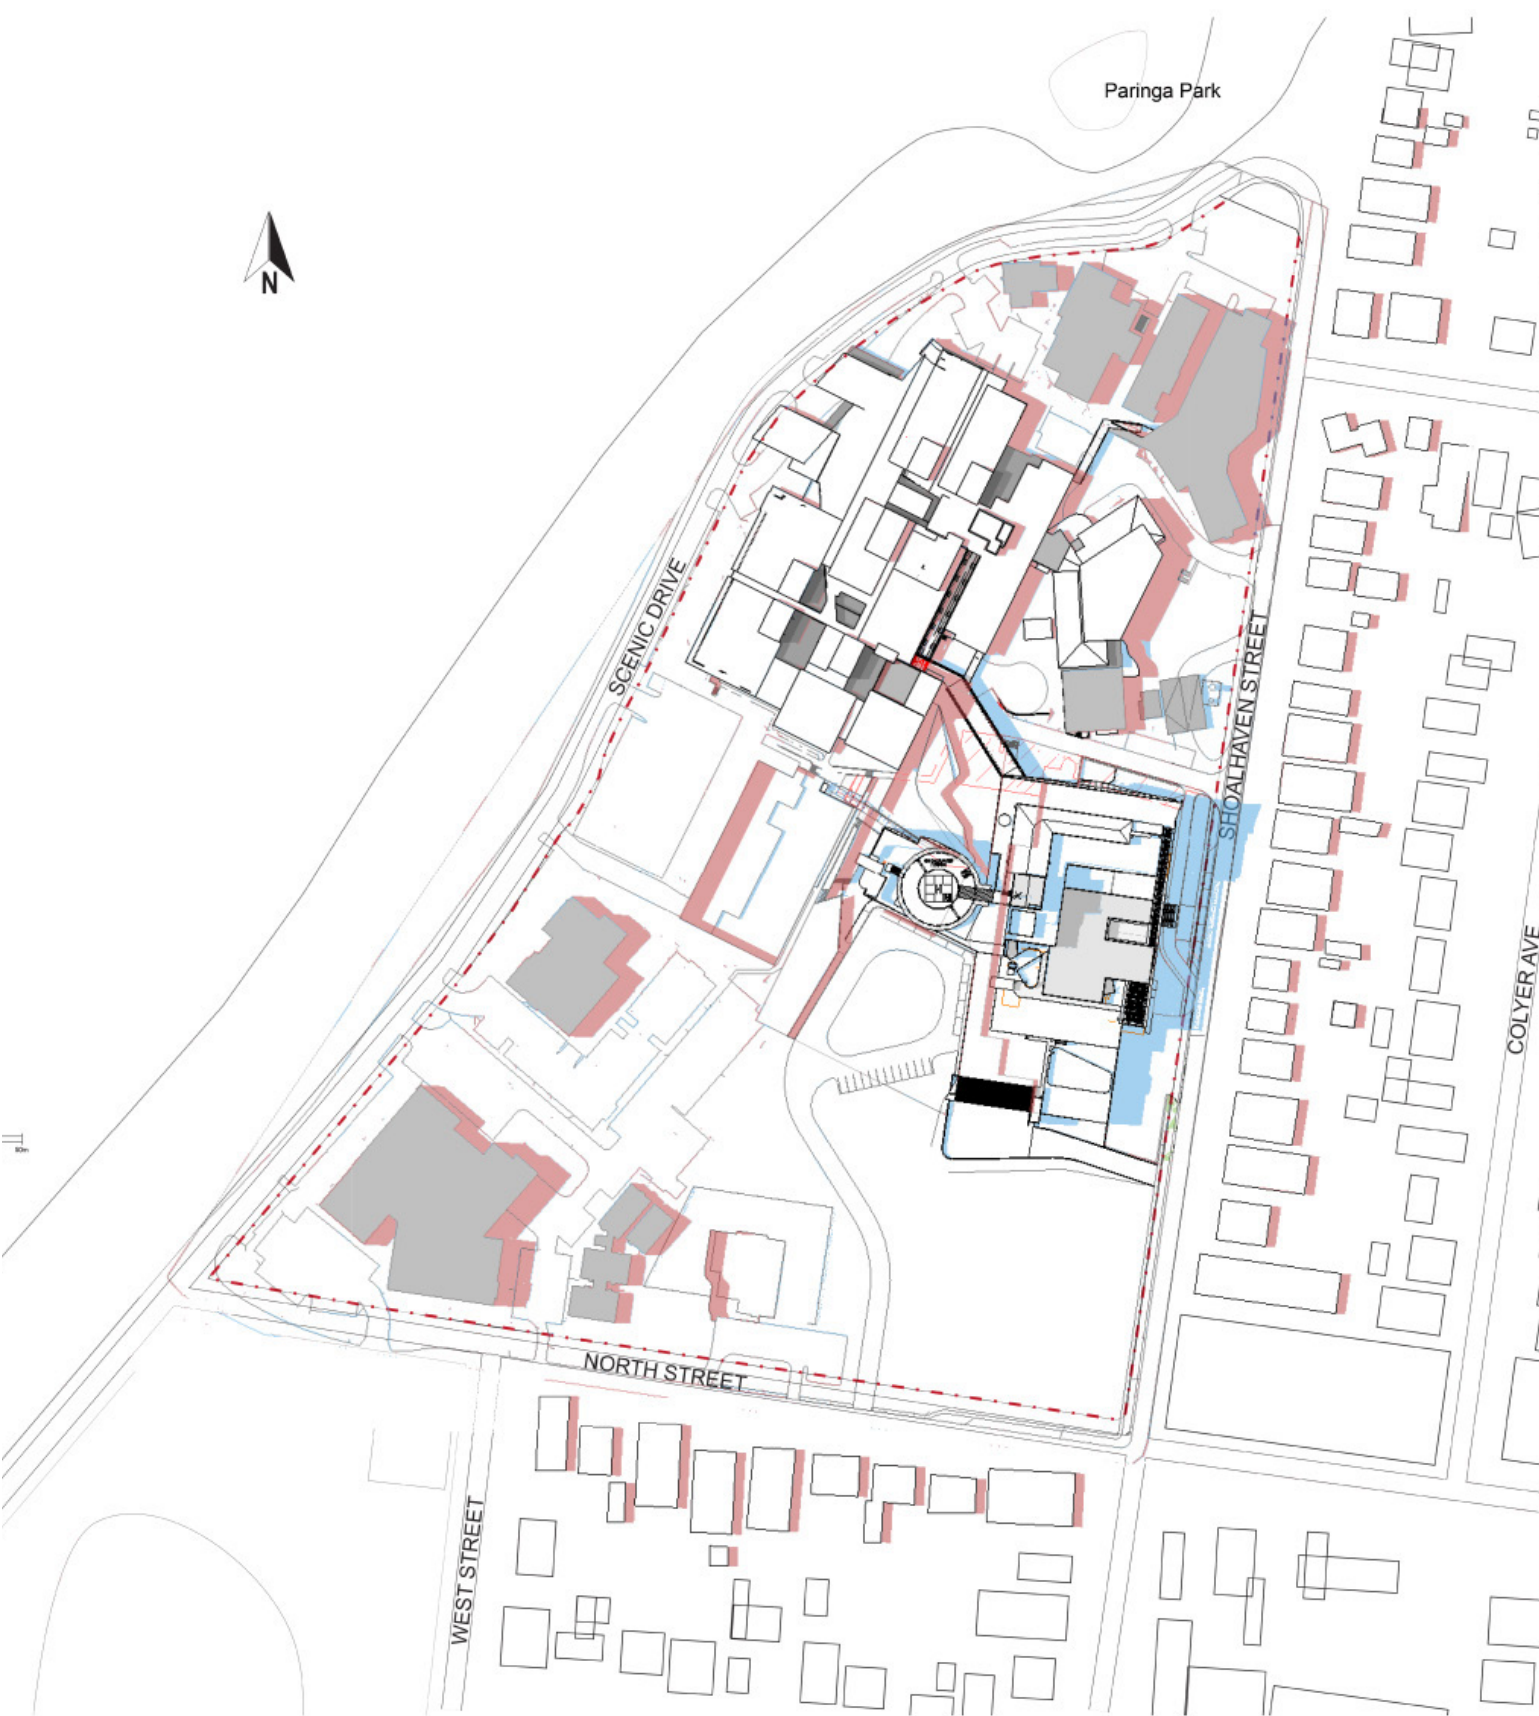 Paringa Park
N
SCENIC DRIVE
SHOALHAVEN STREET
COLYER AVE
NORTH STREET
WEST STREET
H